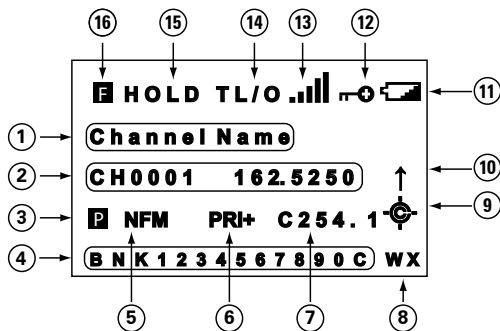 16 15 14 13 12
F HOLD TL/O
11
1 Channel Name
2 CH0001 162.5250
10
3 P NFM PRI+ C254.1 C
9
4 BNK1234567890C WX
5 6 7 8